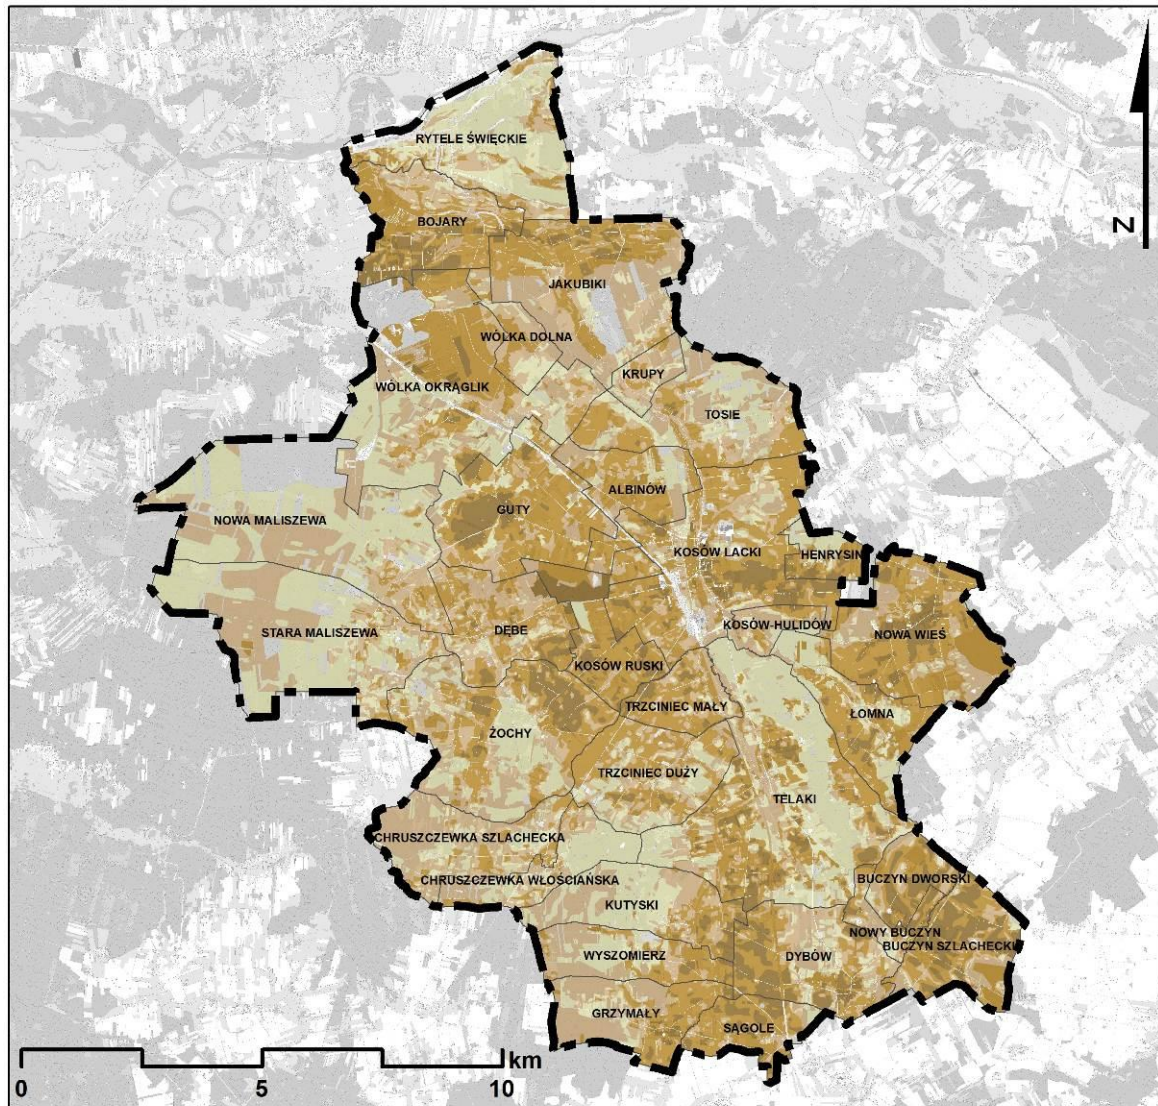 RYTELE ŚWIĘCKIE
BOJARY
N
JAKUBIKI
WÓLKA DOLNA
KRUPY
WÓLKA OKRĄGLIK
TOSIE
ALBINÓW
GUTY
NOWA MALISZEWA
KOSÓW LACKI
HENRYSIN
STARA MALISZEWA
DĘBE
KOSÓW-HULIDÓW
NOWA WIEŚ
KOSÓW RUSKI
TRZCINIEC MAŁY
ŁOMNA
ŻOCHY
TRZCINIEC DUŻY
TELAKI
CHRUSZCZEWKA SZLACHECKA
CHRUSZCZEWKA WŁOŚCIAŃSKA
BUCZYN DWORSKI
KUTYSKI
NOWY BUCZYN
BUCZYN SZLACHECKI
WYSZOMIERZ
DYBÓW
GRZYMAŁY
SĄGOLE
km
0 5 10